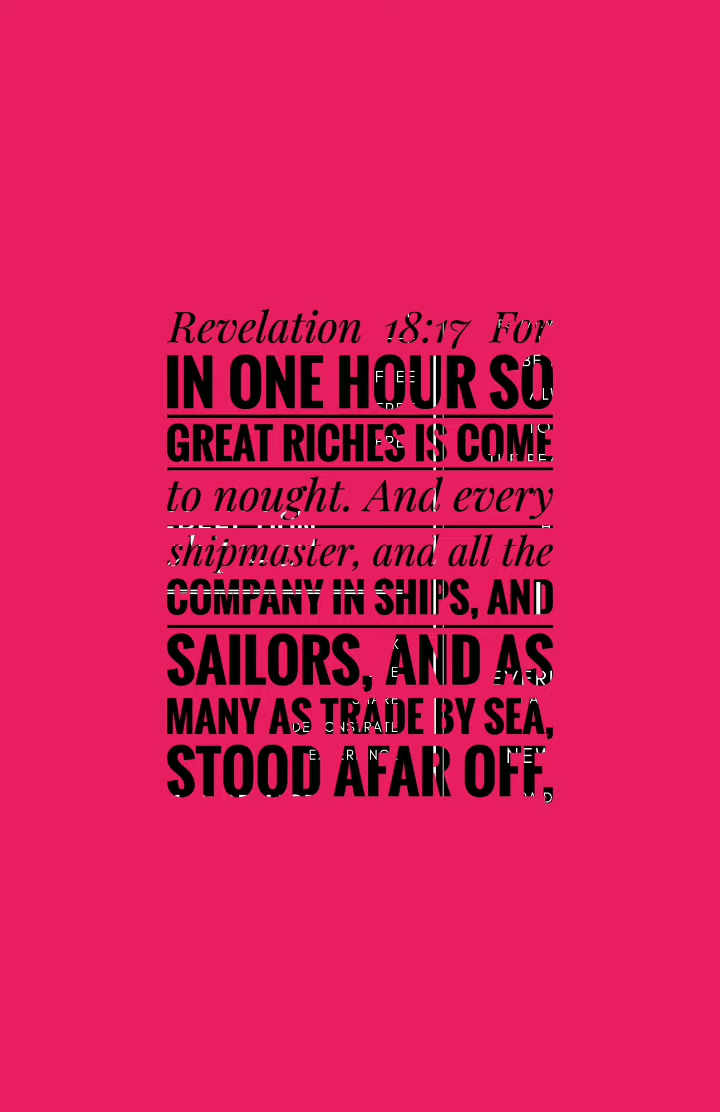 Revelation 18:17 For
IN ONE HOUR SO
GREAT RICHES IS COME
to nought. And every
shipmaster, and all the
COMPANY IN SHIPS, AND
SAILORS, AND AS
MANY AS TRADE BY SEA,
STOOD AFAR OFF,